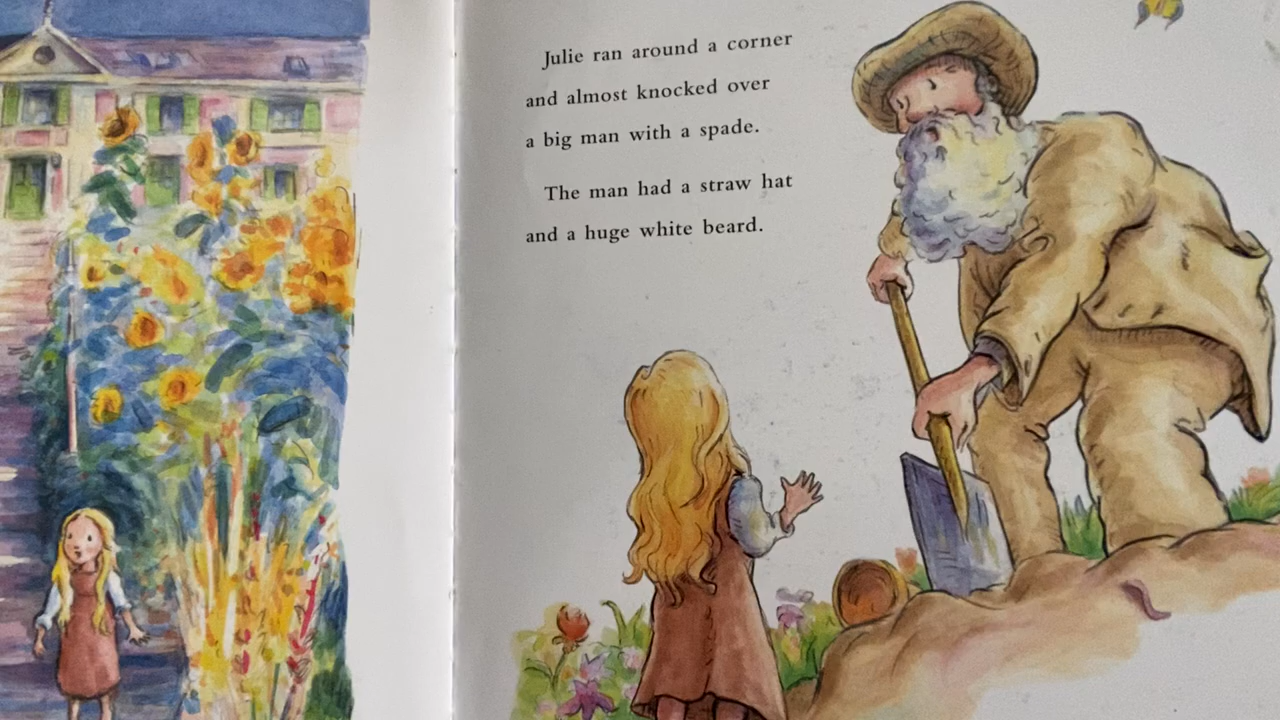 Julie ran around a corner
and almost knocked over
a big man with a spade.
The man had a straw hat
and a huge white beard.